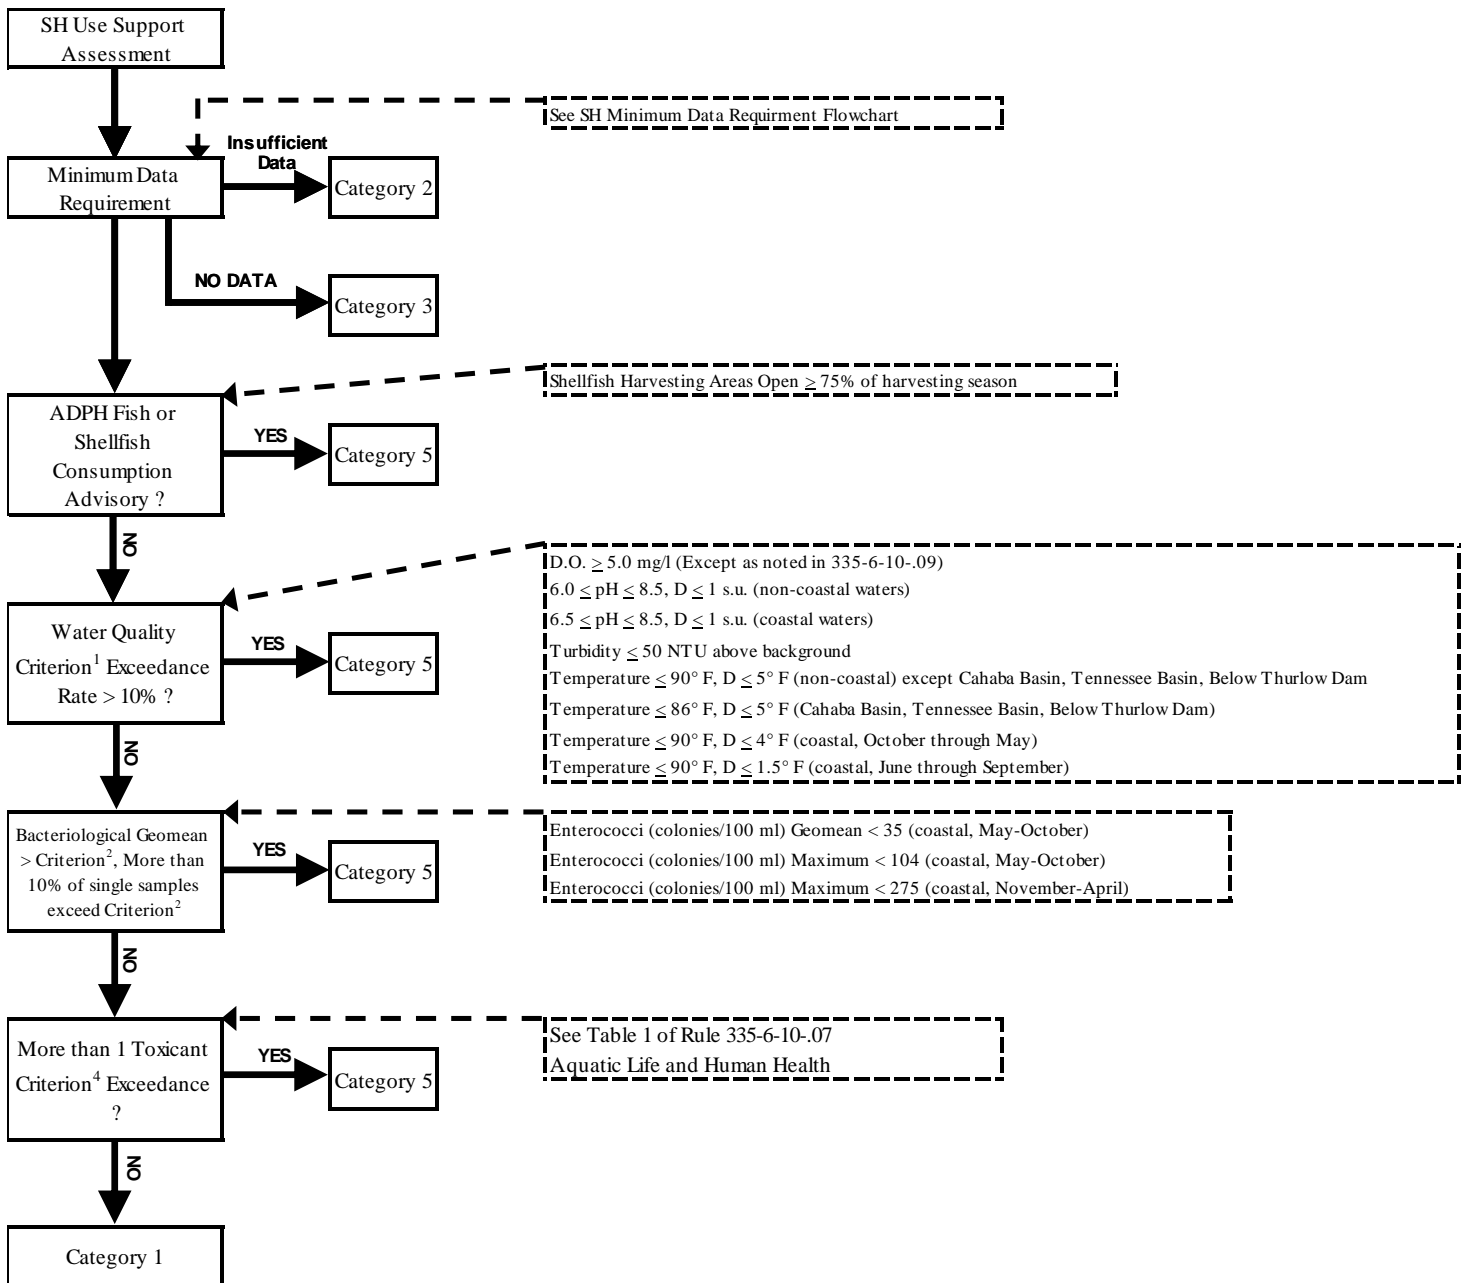 SH Use Support
Assessment
See SH Minimum Data Requirment Flowchart
Insufficient
Data
Minimum Data
Requirement
Category 2
NO DATA
Category 3
Shellfish Harvesting Areas Open ≥ 75% of harvesting season
ADPH Fish or
Shellfish
Consumption
Advisory ?
YES
Category 5
NO
D.O. ≥ 5.0 mg/l (Except as noted in 335-6-10-.09)
6.0 ≤ pH ≤ 8.5, D ≤ 1 s.u. (non-coastal waters)
6.5 ≤ pH ≤ 8.5, D ≤ 1 s.u. (coastal waters)
Turbidity ≤ 50 NTU above background
Temperature ≤ 90° F, D ≤ 5° F (non-coastal) except Cahaba Basin, Tennessee Basin, Below Thurlow Dam
Temperature ≤ 86° F, D ≤ 5° F (Cahaba Basin, Tennessee Basin, Below Thurlow Dam)
Temperature ≤ 90° F, D ≤ 4° F (coastal, October through May)
Temperature ≤ 90° F, D ≤ 1.5° F (coastal, June through September)
Water Quality
Criterion¹ Exceedance
Rate > 10% ?
YES
Category 5
NO
Bacteriological Geomean
> Criterion², More than
10% of single samples
exceed Criterion²
YES
Category 5
Enterococci (colonies/100 ml) Geomean < 35 (coastal, May-October)
Enterococci (colonies/100 ml) Maximum < 104 (coastal, May-October)
Enterococci (colonies/100 ml) Maximum < 275 (coastal, November-April)
NO
More than 1 Toxicant
Criterion⁴ Exceedance
?
YES
Category 5
See Table 1 of Rule 335-6-10-.07
Aquatic Life and Human Health
NO
Category 1